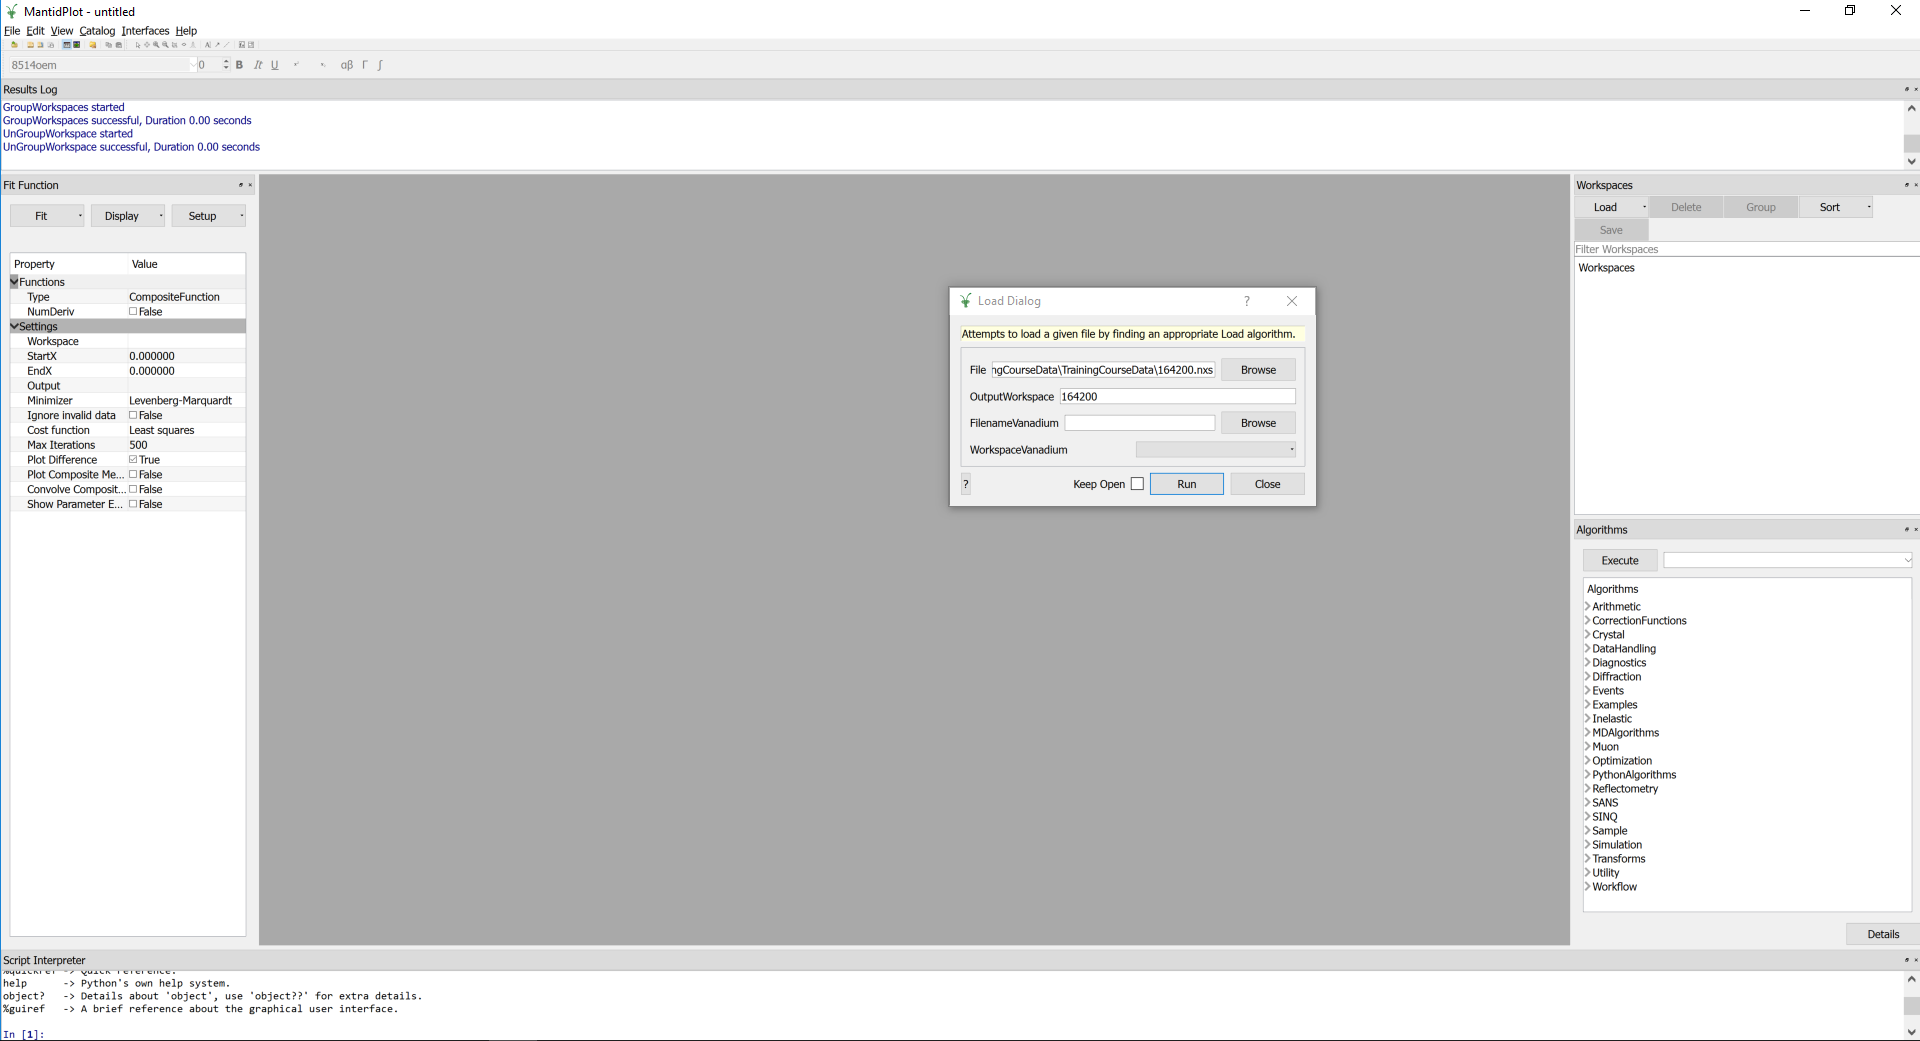 MantidPlot - untitled
File Edit View Catalog Interfaces Help
8514oem 0 B It U αβ Γ ∫
Results Log
GroupWorkspaces started
GroupWorkspaces successful, Duration 0.00 seconds
UnGroupWorkspace started
UnGroupWorkspace successful, Duration 0.00 seconds
Fit Function
Fit Display Setup
Property Value
Functions
Type CompositeFunction
NumDeriv False
Settings
Workspace
StartX 0.000000
EndX 0.000000
Output
Minimizer Levenberg-Marquardt
Ignore invalid data False
Cost function Least squares
Max Iterations 500
Plot Difference True
Plot Composite Me... False
Convolve Composit... False
Show Parameter E... False
Load Dialog ?
Attempts to load a given file by finding an appropriate Load algorithm.
File ngCourseData\TrainingCourseData\164200.nxs Browse
OutputWorkspace 164200
FilenameVanadium Browse
WorkspaceVanadium
? Keep Open Run Close
Workspaces
Load Delete Group Sort
Save
Filter Workspaces
Workspaces
Algorithms
Execute
Algorithms
Arithmetic
CorrectionFunctions
Crystal
DataHandling
Diagnostics
Diffraction
Events
Examples
Inelastic
MDAlgorithms
Muon
Optimization
PythonAlgorithms
Reflectometry
SANS
SINQ
Sample
Simulation
Transforms
Utility
Workflow
Details
Script Interpreter
%quickref -> Quick reference.
help -> Python's own help system.
object? -> Details about 'object', use 'object??' for extra details.
%guiref -> A brief reference about the graphical user interface.
In [1]: